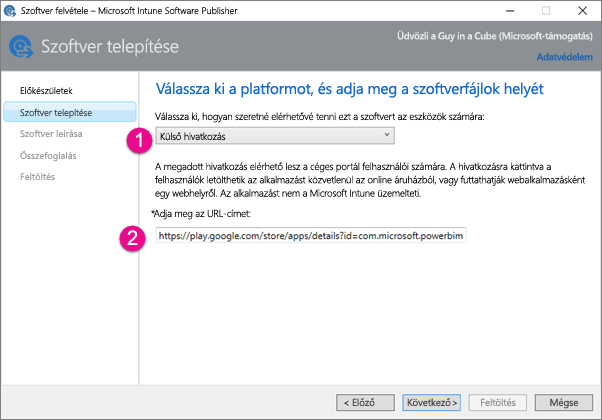 Szoftver felvétele – Microsoft Intune Software Publisher
Szoftver telepítése
Üdvözli a Guy in a Cube (Microsoft-támogatás)
Adatvédelem
Előkészületek
Szoftver telepítése
Szoftver leírása
Összefoglalás
Feltöltés
Válassza ki a platformot, és adja meg a szoftverfájlok helyét
Válassza ki, hogyan szeretné elérhetővé tenni ezt a szoftvert az eszközök számára:
1
Külső hivatkozás
A megadott hivatkozás elérhető lesz a céges portál felhasználói számára. A hivatkozásra kattintva a
felhasználók letölthetik az alkalmazást közvetlenül az online áruházból, vagy futtathatják webalkalmazásként
egy webhelyről. Az alkalmazást nem a Microsoft Intune üzemelteti.
*Adja meg az URL-címet:
2
https://play.google.com/store/apps/details?id=com.microsoft.powerbim
< Előző
Következő >
Feltöltés
Mégse